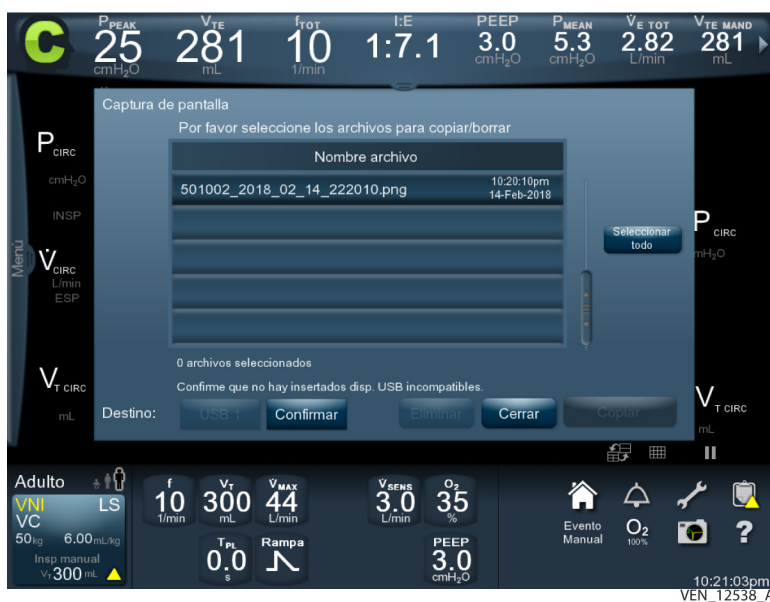 C PPEAK VTE fTOT I:E PEEP PMEAN V̇E TOT VTE MAND
25 281 10 1:7.1 3.0 5.3 2.82 281
cmH₂O mL 1/min cmH₂O cmH₂O L/min mL
Captura de pantalla
Por favor seleccione los archivos para copiar/borrar
Nombre archivo
501002_2018_02_14_222010.png 10:20:10pm
14-Feb-2018
Seleccionar
todo
0 archivos seleccionados
Confirme que no hay insertados disp. USB incompatibles.
Destino: USB 1 Confirmar Eliminar Cerrar Copiar
Menú
PCIRC
cmH₂O
INSP
V̇CIRC
L/min
ESP
VT CIRC
mL
PCIRC
mH₂O
VT CIRC
mL
Adulto
VNI LS
VC
50kg 6.00mL/kg
Insp manual
VT300 mL
f VT V̇MAX V̇SENS O₂
10 300 44 3.0 35
1/min mL L/min L/min %
TPL Rampa PEEP
0.0 3.0
s cmH₂O
Evento
Manual
O₂
100%
?
10:21:03pm
VEN_12538_A